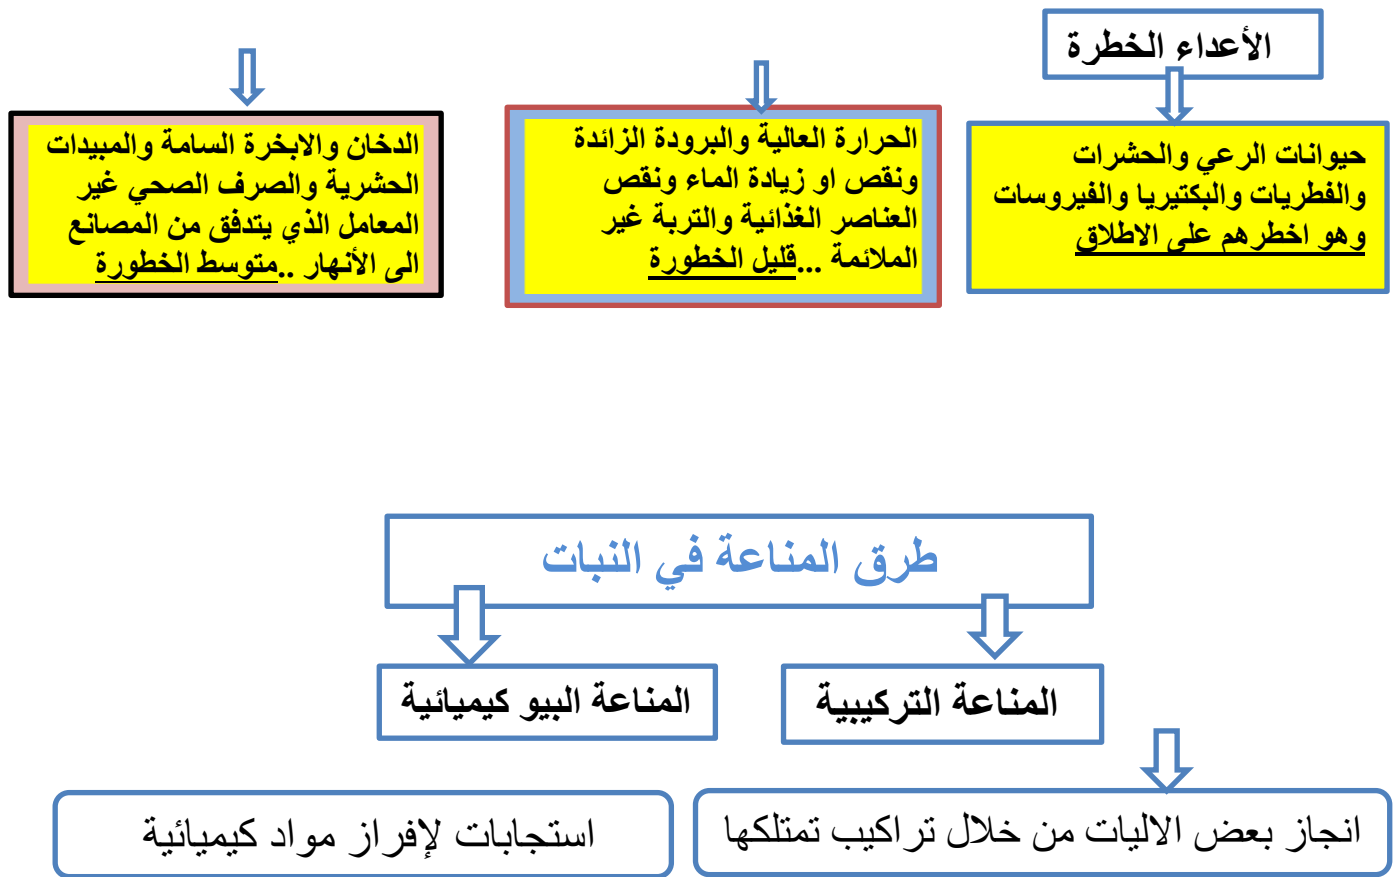 الأعداء الخطرة
حيوانات الرعي والحشرات
والفطريات والبكتيريا والفيروسات
وهو اخطرهم على الاطلاق
الحرارة العالية والبرودة الزائدة
ونقص او زيادة الماء ونقص
العناصر الغذائية والتربة غير
الملائمة ...قليل الخطورة
الدخان والابخرة السامة والمبيدات
الحشرية والصرف الصحي غير
المعامل الذي يتدفق من المصانع
الى الأنهار ..متوسط الخطورة
طرق المناعة في النبات
المناعة التركيبية
المناعة البيو كيميائية
انجاز بعض الاليات من خلال تراكيب تمتلكها
استجابات لإفراز مواد كيميائية